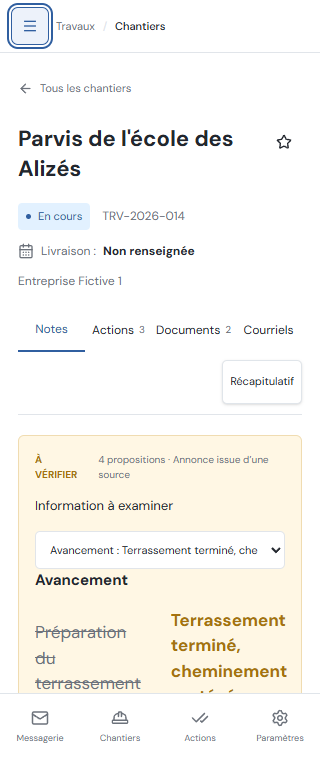 Travaux / Chantiers
Tous les chantiers
Parvis de l'école des
Alizés
En cours TRV-2026-014
Livraison : Non renseignée
Entreprise Fictive 1
Notes Actions 3 Documents 2 Courriels
Récapitulatif
À
VÉRIFIER
4 propositions · Annonce issue d'une
source
Information à examiner
Avancement : Terrassement terminé, che
Avancement
Préparation
du
terrassement
Terrassement
terminé,
cheminement
Messagerie Chantiers Actions Paramètres